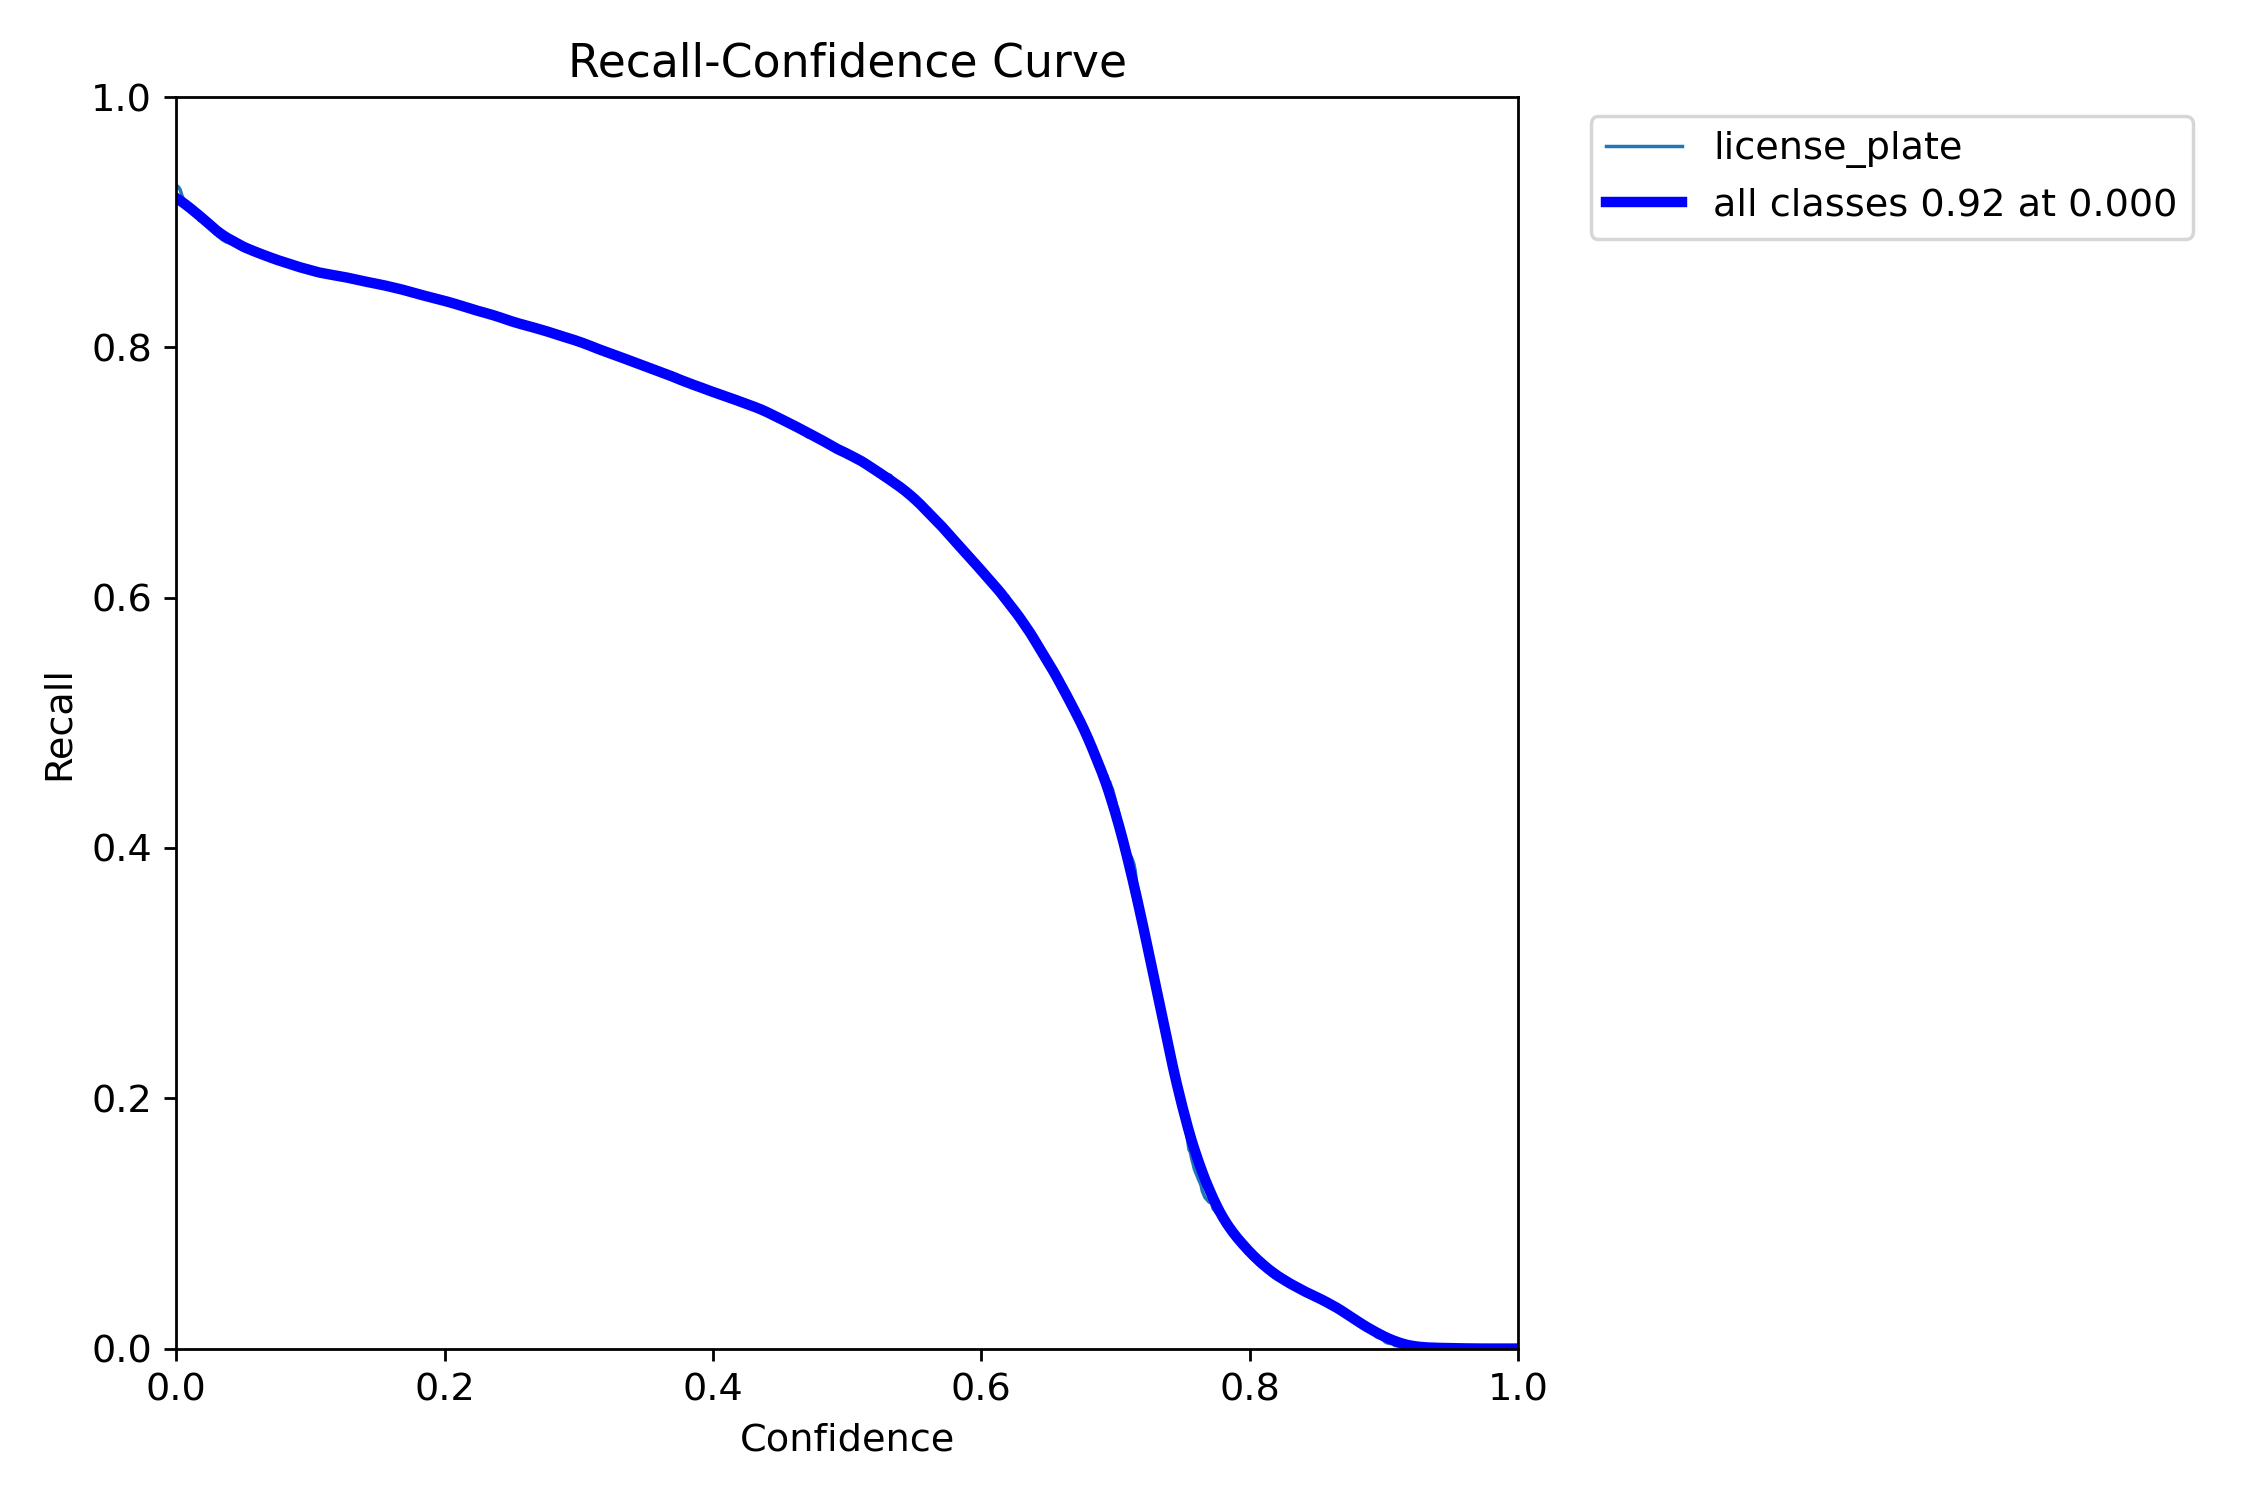 Recall-Confidence Curve
license_plate
all classes 0.92 at 0.000
1.0
0.8
0.6
0.4
0.2
0.0
Recall
0.0 0.2 0.4 0.6 0.8 1.0
Confidence